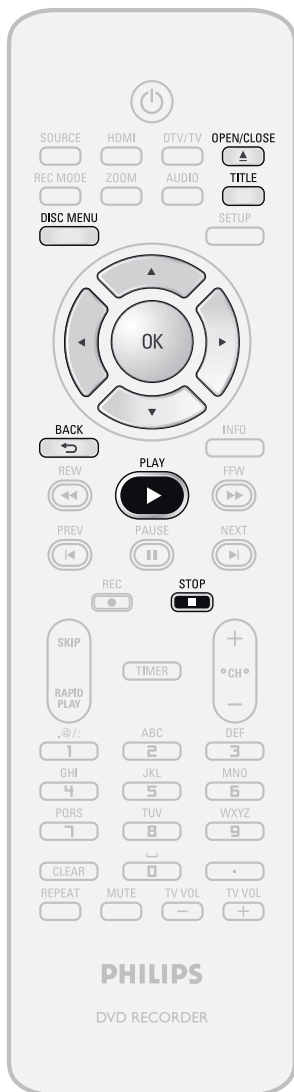 SOURCE HDMI DTV/TV OPEN/CLOSE
REC MODE ZOOM AUDIO TITLE
DISC MENU SETUP
OK
BACK INFO
REW PLAY FFW
PREV PAUSE NEXT
REC STOP
SKIP
RAPID
PLAY
TIMER
+
CH
−
.@/: ABC DEF
1 2 3
GHI JKL MNO
4 5 6
PQRS TUV WXYZ
7 8 9
CLEAR 0 .
REPEAT MUTE TV VOL TV VOL
− +
PHILIPS
DVD RECORDER